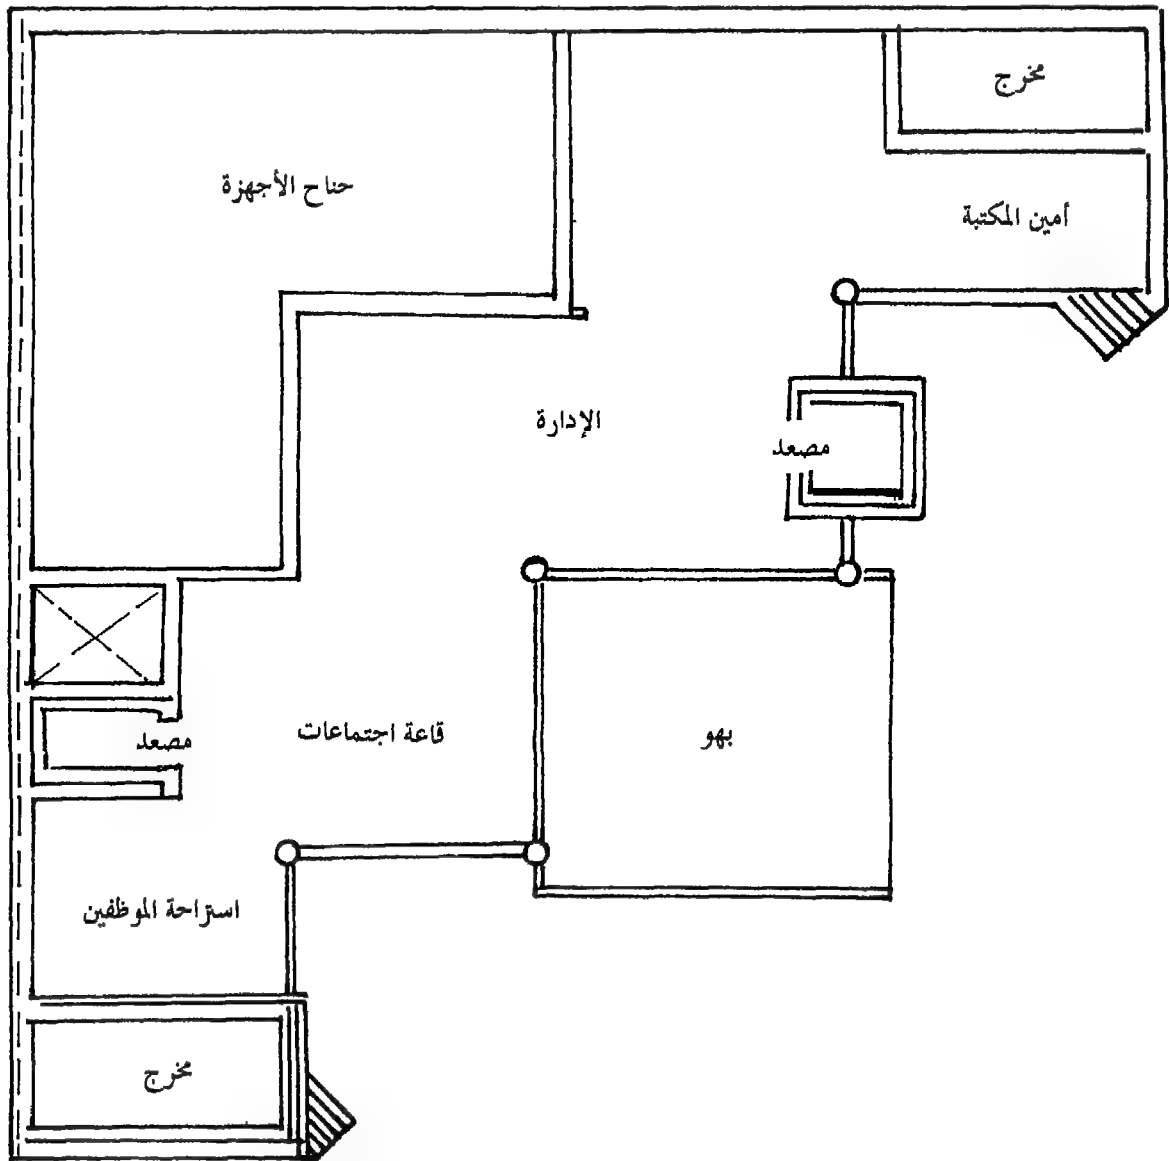 مخرج
حناح الأجهزة
أمين المكتبة
الإدارة
مصعد
قاعة اجتماعات
بهو
مصعد
استراحة الموظفين
مخرج